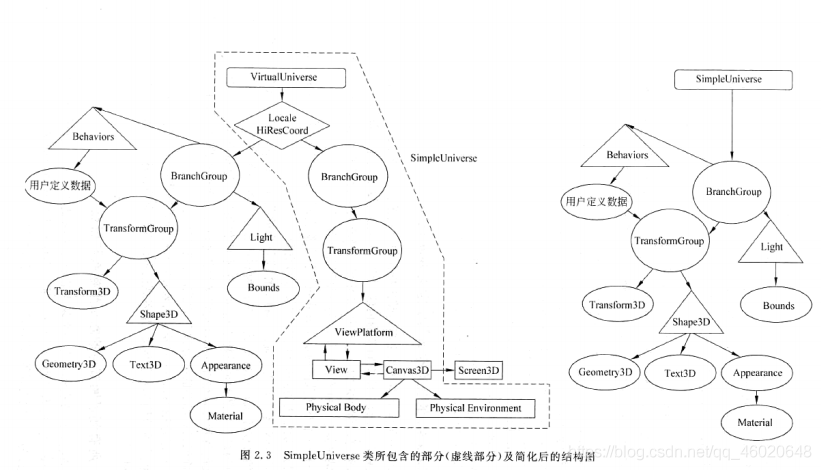 VirtualUniverse
Locale
HiResCoord
Behaviors
用户定义数据
BranchGroup
BranchGroup
SimpleUniverse
TransformGroup
Light
TransformGroup
Transform3D
Bounds
Shape3D
ViewPlatform
Geometry3D
Text3D
Appearance
View
Canvas3D
Screen3D
Material
Physical Body
Physical Environment
SimpleUniverse
Behaviors
用户定义数据
BranchGroup
TransformGroup
Light
Transform3D
Bounds
Shape3D
Geometry3D
Text3D
Appearance
Material
图 2.3 SimpleUniverse 类所包含的部分(虚线部分)及简化后的结构图
https://blog.csdn.net/qq_46020648